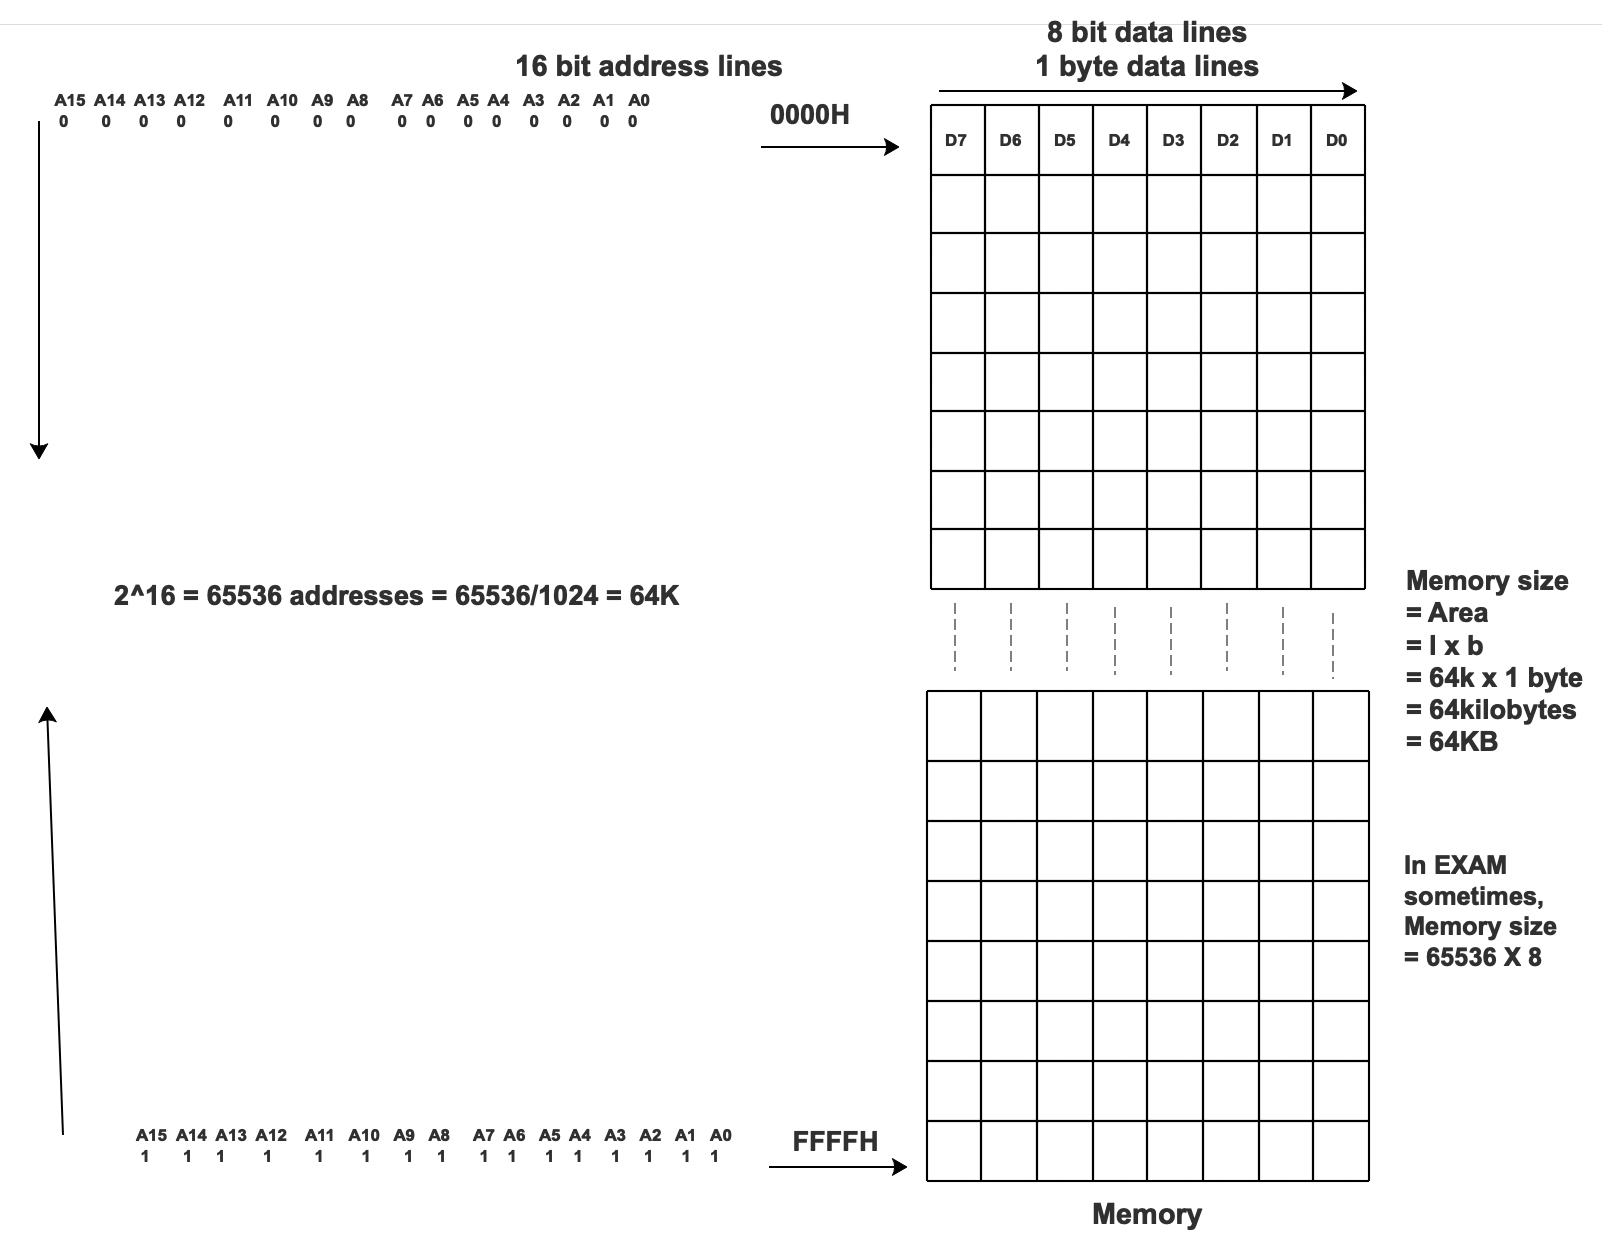 8 bit data lines
16 bit address lines
1 byte data lines
A15 A14 A13 A12 A11 A10 A9 A8 A7 A6 A5 A4 A3 A2 A1 A0
0 0 0 0 0 0 0 0 0 0 0 0 0 0 0 0
0000H
D7 D6 D5 D4 D3 D2 D1 D0
2^16 = 65536 addresses = 65536/1024 = 64K
Memory size
= Area
= l x b
= 64k x 1 byte
= 64kilobytes
= 64KB
In EXAM
sometimes,
Memory size
= 65536 X 8
A15 A14 A13 A12 A11 A10 A9 A8 A7 A6 A5 A4 A3 A2 A1 A0
1 1 1 1 1 1 1 1 1 1 1 1 1 1 1 1
FFFFH
Memory